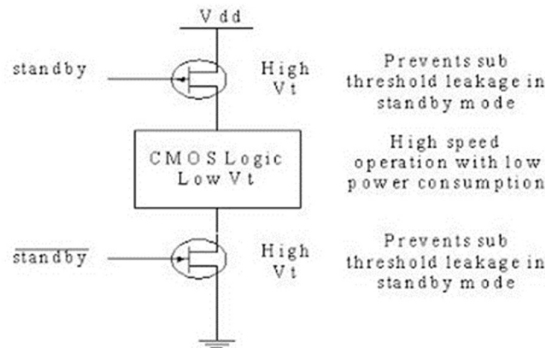 Vdd
standby
High
Vt
Prevents sub
threshold leakage in
standby mode
CMOS Logic
Low Vt
High speed
operation with low
power consumption
standby
High
Vt
Prevents sub
threshold leakage in
standby mode